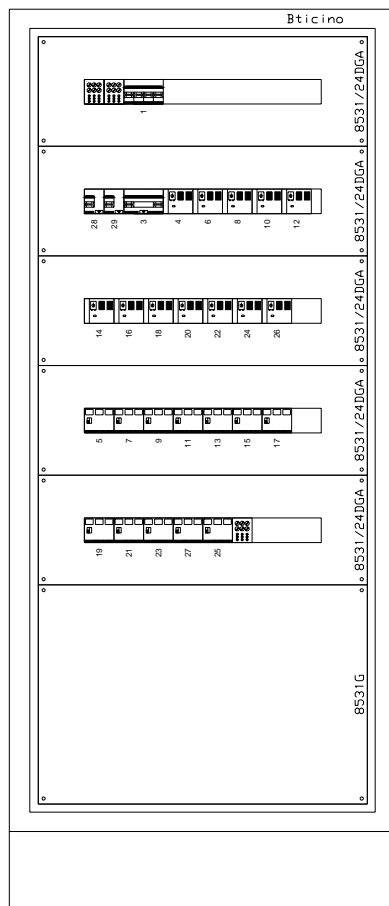 Bticino
8531/24DGA
1
8531/24DGA
28 29 3 4 6 8 10 12
8531/24DGA
14 16 18 20 22 24 26
8531/24DGA
5 7 9 11 13 15 17
8531/24DGA
19 21 23 27 25
8531G